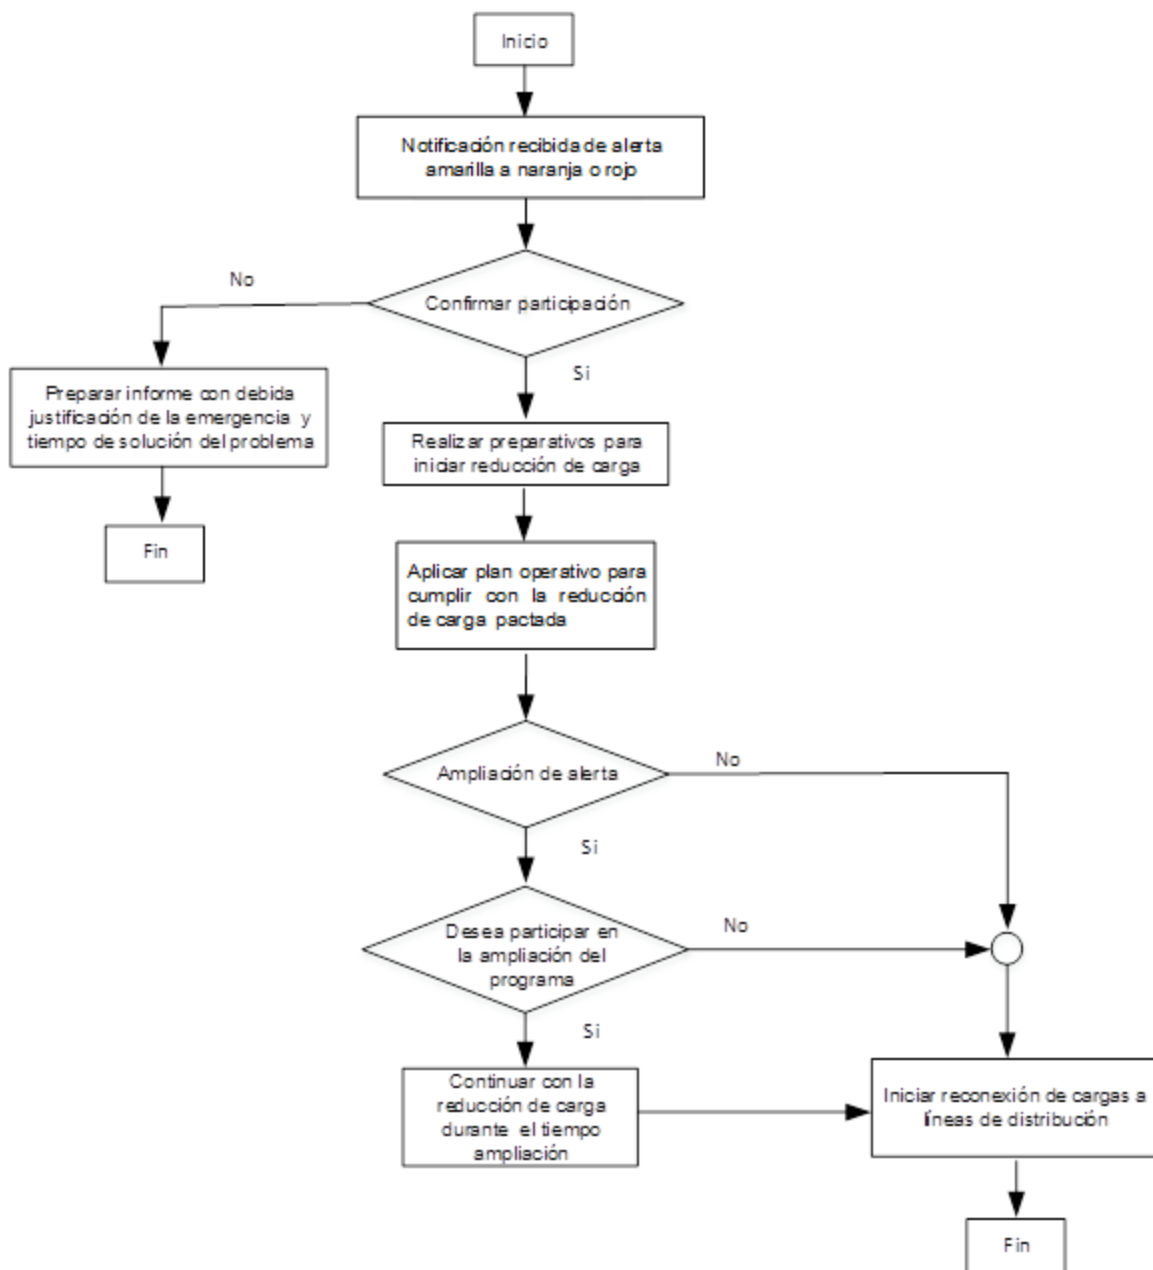 Inicio
Notificación recibida de alerta
amarilla a naranja o rojo
No
Confirmar participación
Si
Preparar informe con debida
justificación de la emergencia y
tiempo de solución del problema
Realizar preparativos para
iniciar reducción de carga
Fin
Aplicar plan operativo para
cumplir con la reducción
de carga pactada
Ampliación de alerta
No
Si
Desea participar en
la ampliación del
programa
No
Si
Continuar con la
reducción de carga
durante el tiempo
ampliación
Iniciar reconexión de cargas a
líneas de distribución
Fin